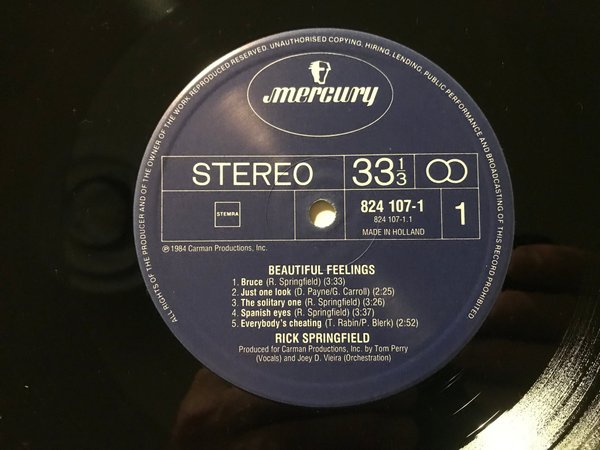 ALL RIGHTS OF THE PRODUCER AND OF THE OWNER OF THE WORK REPRODUCED RESERVED. UNAUTHORISED COPYING, HIRING, LENDING, PUBLIC PERFORMANCE AND BROADCASTING OF THIS RECORD PROHIBITED
mercury
STEREO
33 1/3
STEMRA
824 107-1
824 107-1.1
MADE IN HOLLAND
1
℗ 1984 Carman Productions, Inc.
BEAUTIFUL FEELINGS
1. Bruce (R. Springfield) (3:33)
2. Just one look (D. Payne/G. Carroll) (2:25)
3. The solitary one (R. Springfield) (3:26)
4. Spanish eyes (R. Springfield) (3:37)
5. Everybody's cheating (T. Rabin/P. Blerk) (2:52)
RICK SPRINGFIELD
Produced for Carman Productions, Inc. by Tom Perry
(Vocals) and Joey D. Vieira (Orchestration)